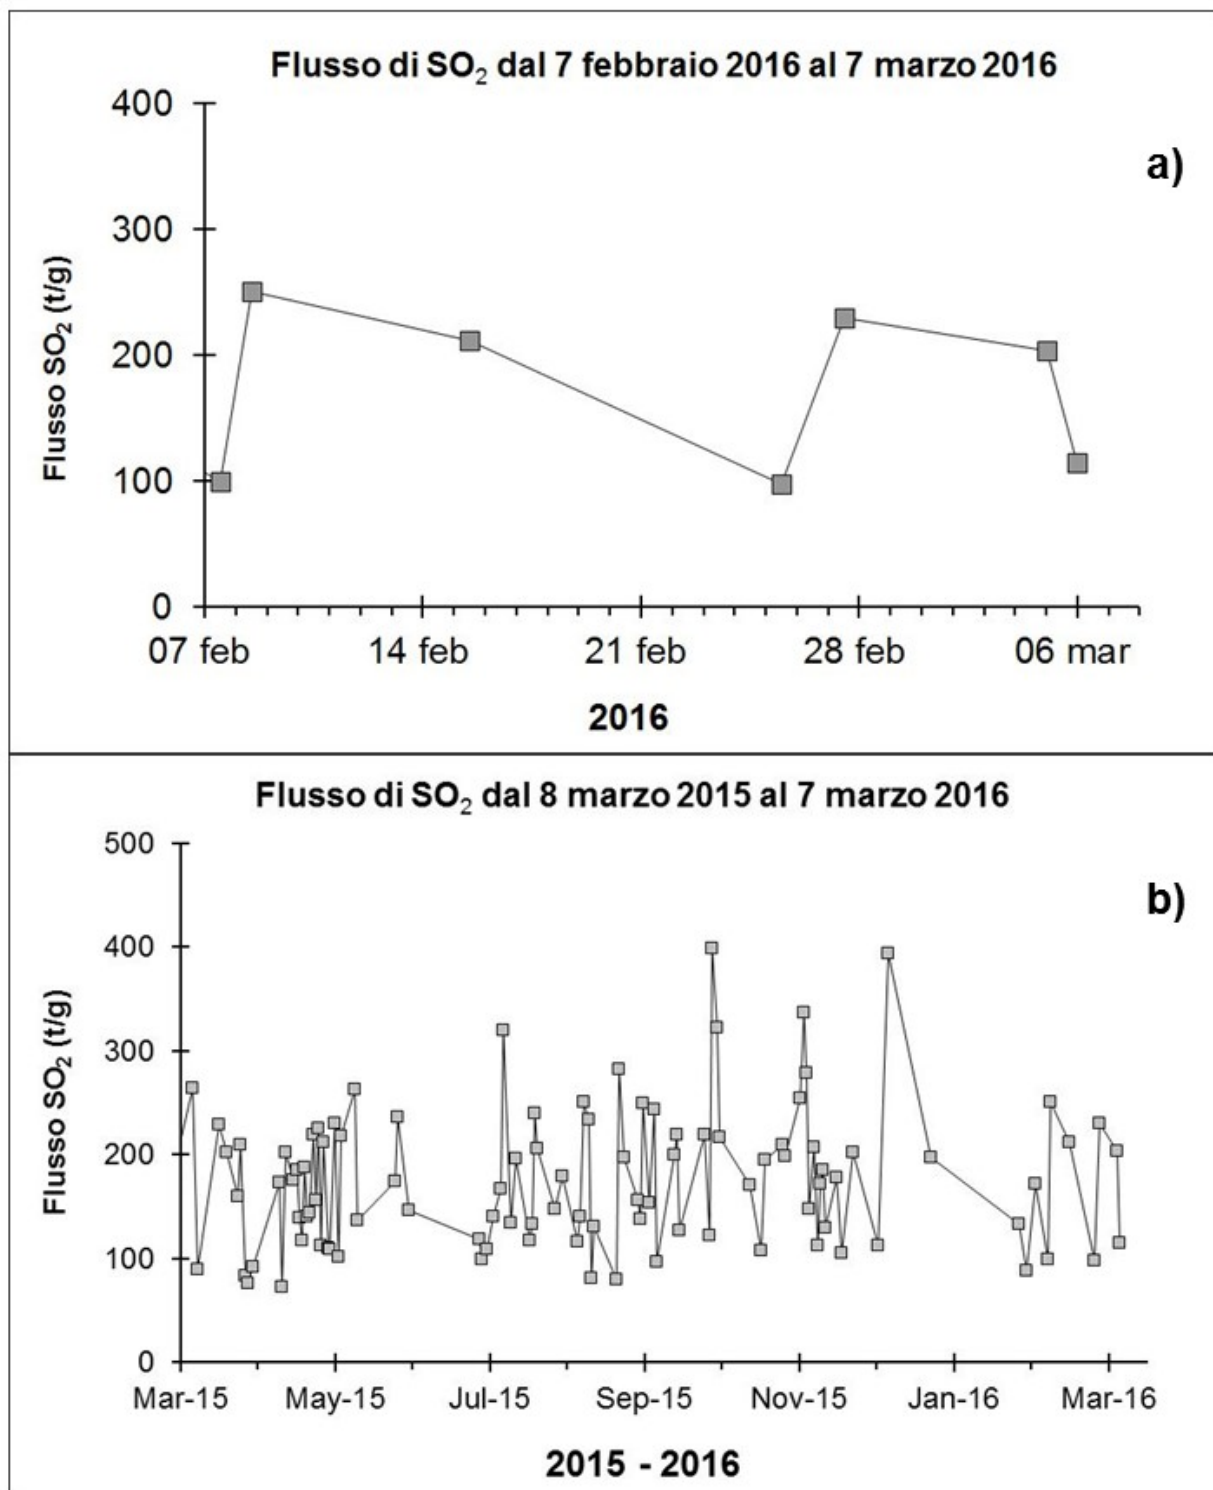 Flusso di SO₂ dal 7 febbraio 2016 al 7 marzo 2016
a)
Flusso SO₂ (t/g)
400
300
200
100
0
07 feb 14 feb 21 feb 28 feb 06 mar
2016
Flusso di SO₂ dal 8 marzo 2015 al 7 marzo 2016
b)
Flusso SO₂ (t/g)
500
400
300
200
100
0
Mar-15 May-15 Jul-15 Sep-15 Nov-15 Jan-16 Mar-16
2015 - 2016